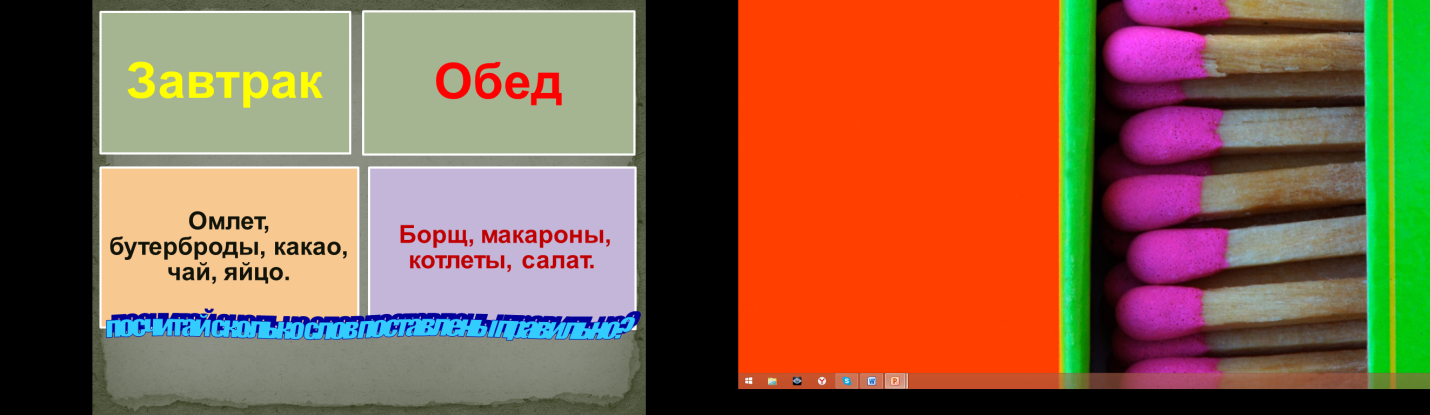 Завтрак
Обед
Омлет,
бутерброды, какао,
чай, яйцо.
Борщ, макароны,
котлеты, салат.
посчитай сколько слов поставлены правильно?